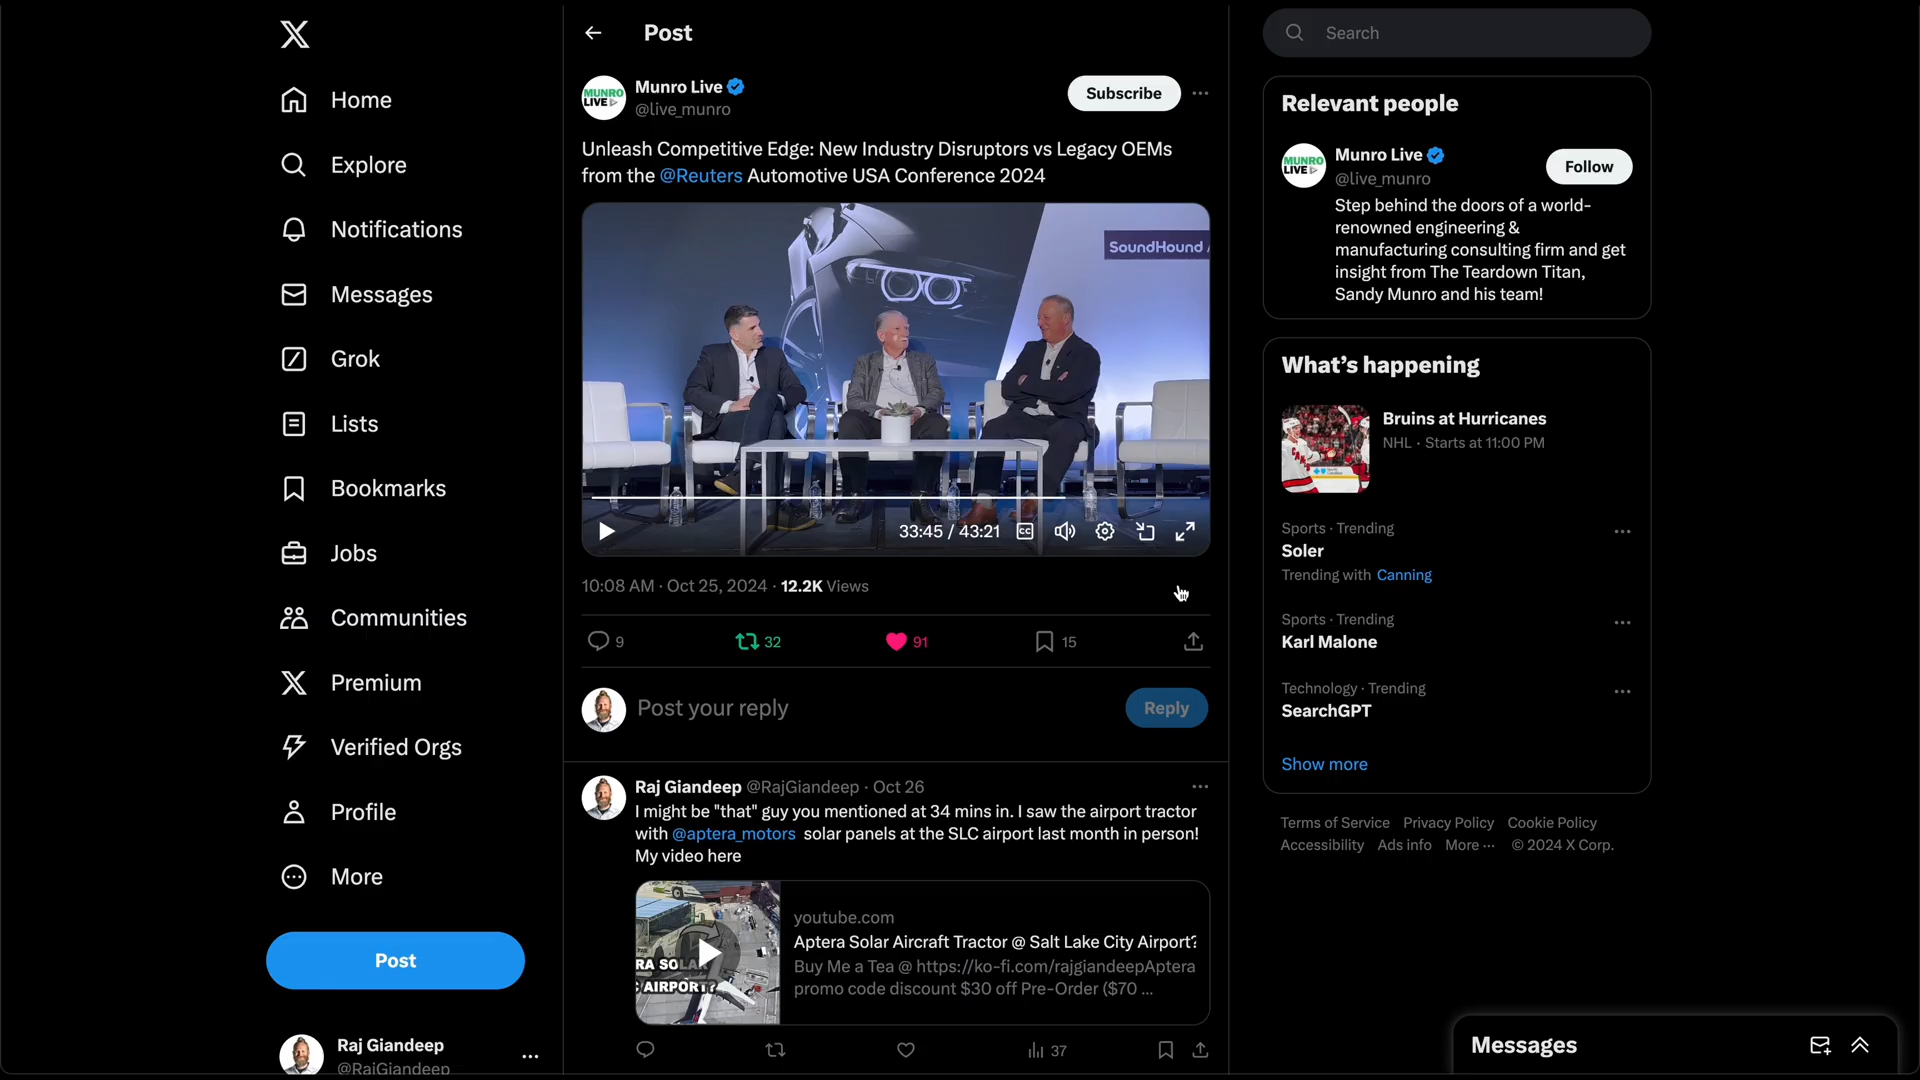 Home
Explore
Notifications
Messages
Grok
Lists
Bookmarks
Jobs
Communities
Premium
Verified Orgs
Profile
More
Post
Raj Giandeep
@RajGiandeep
Post
MUNRO
LIVE
Munro Live
@live_munro
Subscribe
Unleash Competitive Edge: New Industry Disruptors vs Legacy OEMs
from the @Reuters Automotive USA Conference 2024
SoundHound
33:45 / 43:21
CC
10:08 AM · Oct 25, 2024 · 12.2K Views
9
32
91
15
Post your reply
Reply
Raj Giandeep @RajGiandeep · Oct 26
I might be "that" guy you mentioned at 34 mins in. I saw the airport tractor
with @aptera_motors solar panels at the SLC airport last month in person!
My video here
RA SOLA
AIRPORT?
youtube.com
Aptera Solar Aircraft Tractor @ Salt Lake City Airport?
Buy Me a Tea @ https://ko-fi.com/rajgiandeepAptera
promo code discount $30 off Pre-Order ($70 ...
37
Search
Relevant people
MUNRO
LIVE
Munro Live
@live_munro
Follow
Step behind the doors of a world-
renowned engineering &
manufacturing consulting firm and get
insight from The Teardown Titan,
Sandy Munro and his team!
What's happening
Bruins at Hurricanes
NHL · Starts at 11:00 PM
Sports · Trending
Soler
Trending with Canning
Sports · Trending
Karl Malone
Technology · Trending
SearchGPT
Show more
Terms of Service Privacy Policy Cookie Policy
Accessibility Ads info More ··· © 2024 X Corp.
Messages